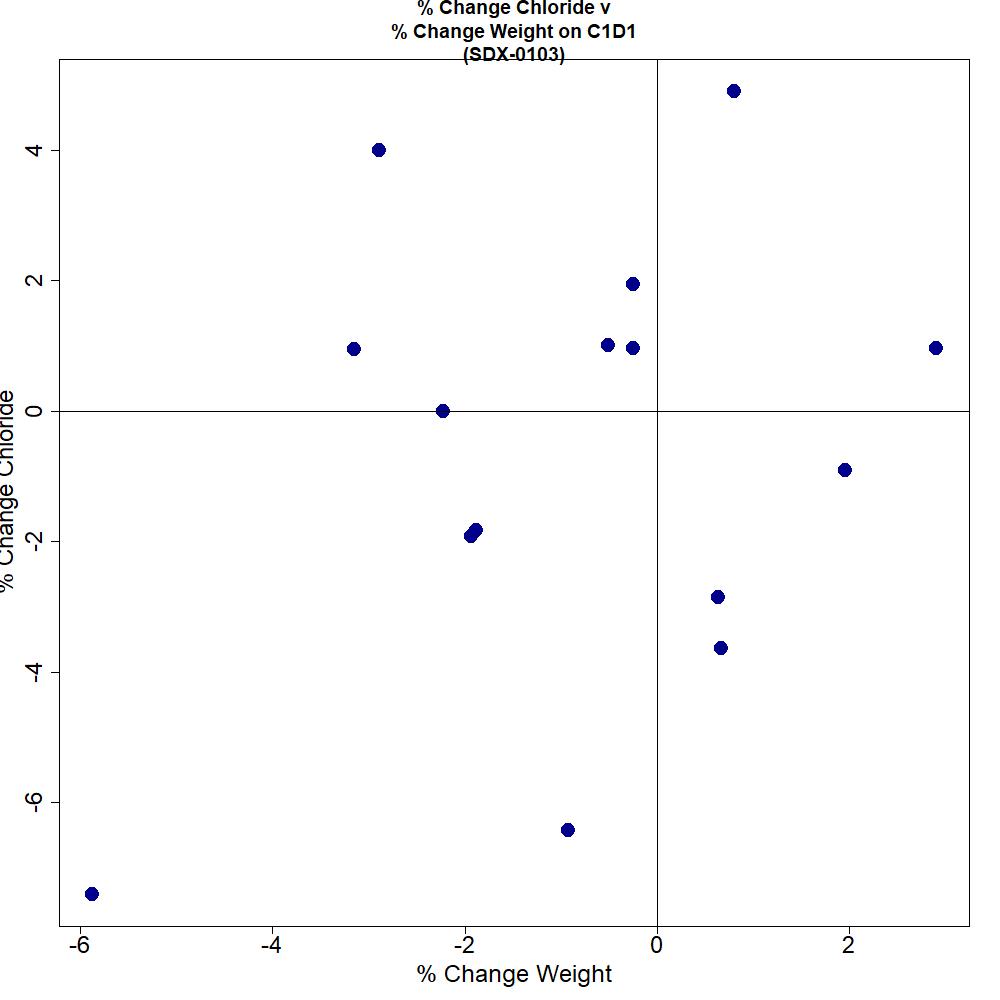 % Change Chloride v
% Change Weight on C1D1
(SDX-0103)
4
2
0
-2
-4
-6
% Change Chloride
-6
-4
-2
0
2
% Change Weight